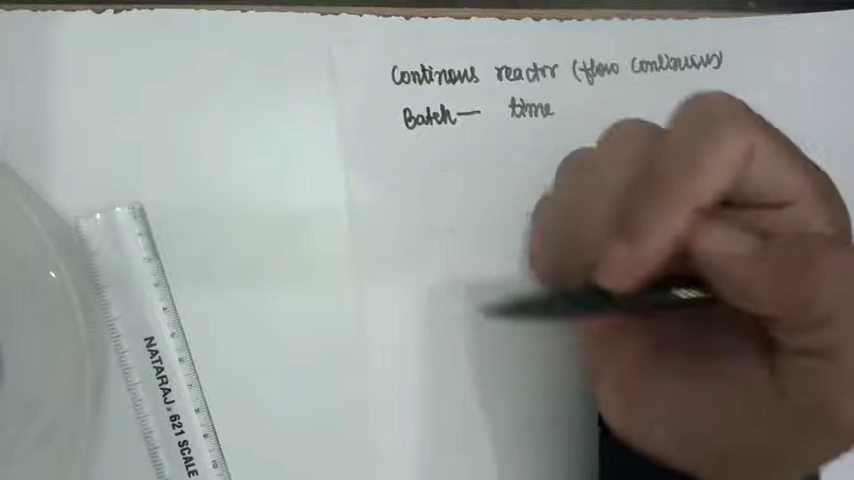 Continous reactor (flow continuous)
Batch— time
NATARAJ 621 SCALE